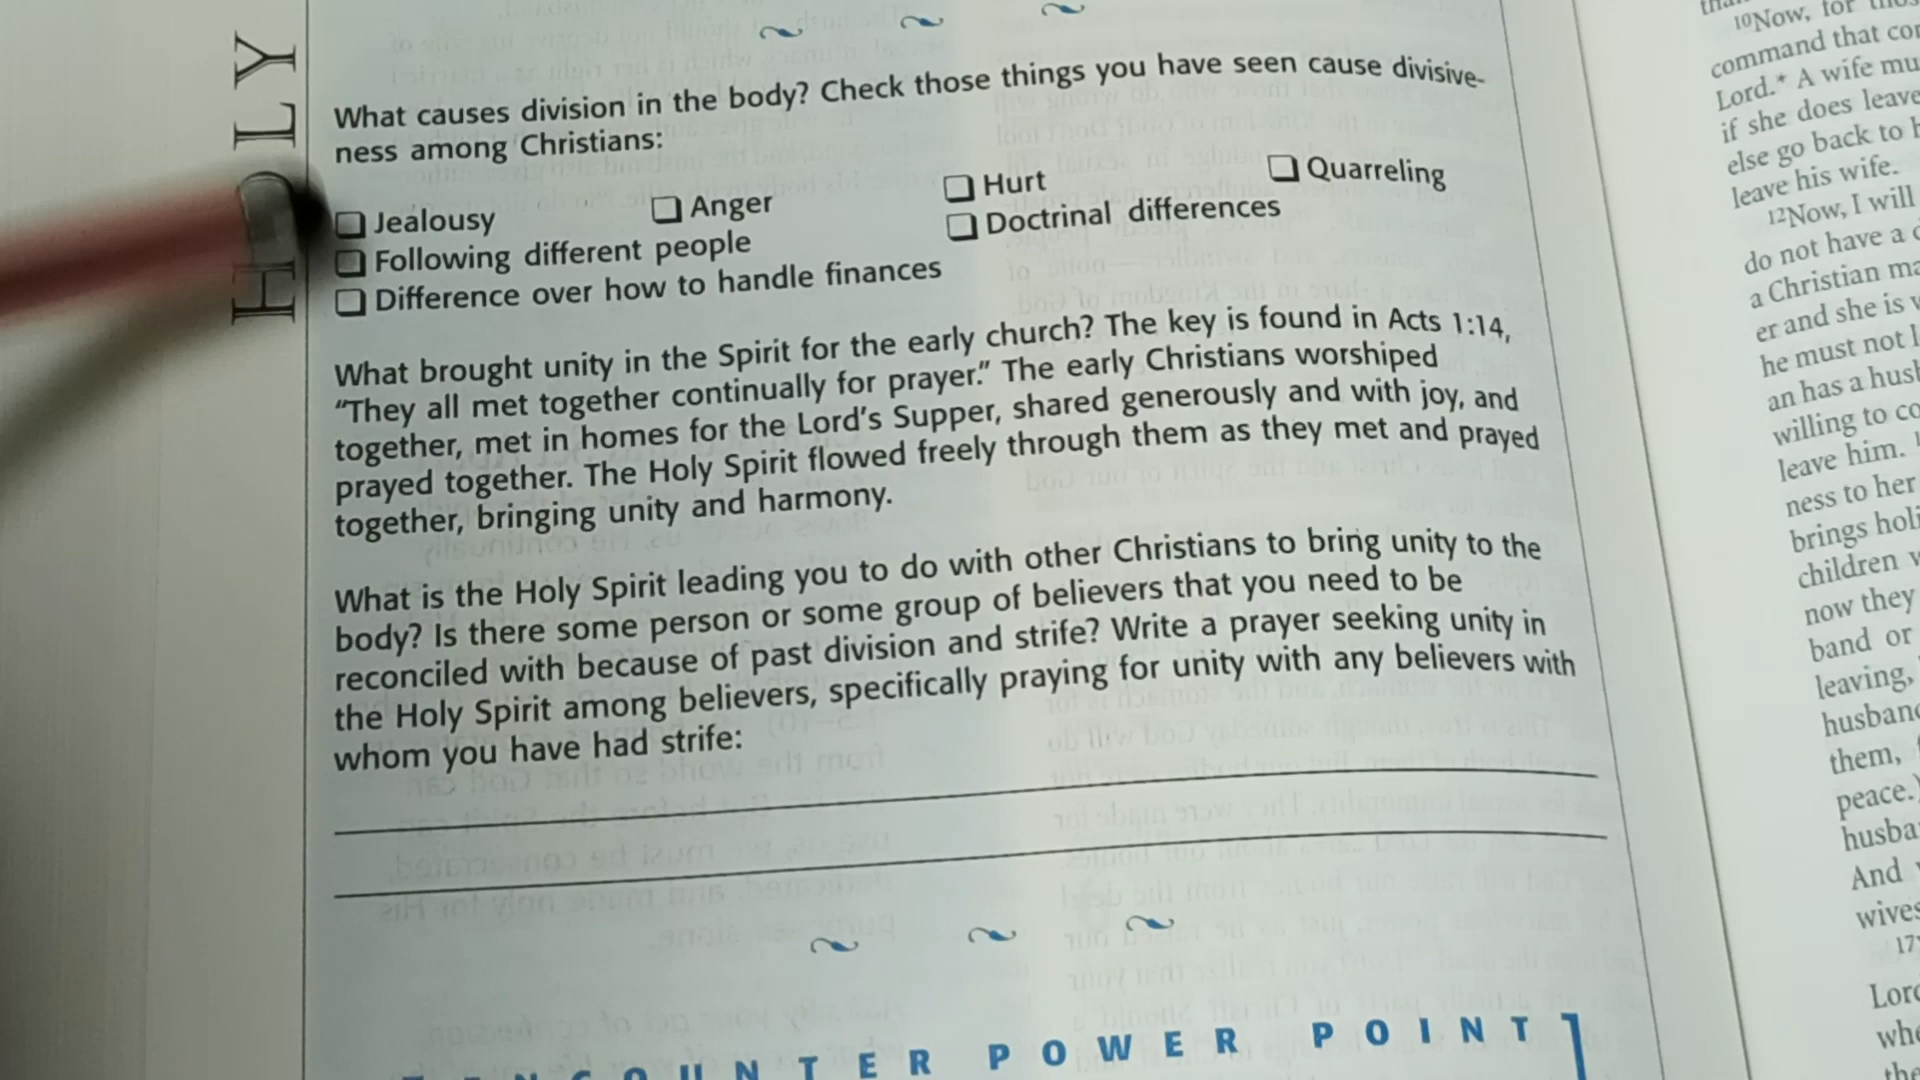 HOLY
What causes division in the body? Check those things you have seen cause divisive-
ness among Christians:
❏ Jealousy ❏ Anger ❏ Hurt ❏ Quarreling
❏ Following different people ❏ Doctrinal differences
❏ Difference over how to handle finances
What brought unity in the Spirit for the early church? The key is found in Acts 1:14,
“They all met together continually for prayer.” The early Christians worshiped
together, met in homes for the Lord’s Supper, shared generously and with joy, and
prayed together. The Holy Spirit flowed freely through them as they met and prayed
together, bringing unity and harmony.
What is the Holy Spirit leading you to do with other Christians to bring unity to the
body? Is there some person or some group of believers that you need to be
reconciled with because of past division and strife? Write a prayer seeking unity in
the Holy Spirit among believers, specifically praying for unity with any believers with
whom you have had strife:
ENCOUNTER POWER POINT
10Now, for
command that
Lord.* A wife
if she does leave
else go back to
leave his wife.
12Now, I will
do not have a
a Christian
er and she is
he must not
an has a
willing to
leave him.
ness to her
brings
children
now they
band or
leaving,
them,
peace.)
And
17